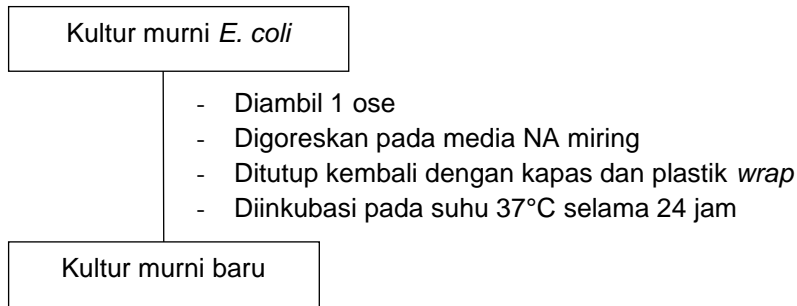 Kultur murni E. coli
- Diambil 1 ose
- Digoreskan pada media NA miring
- Ditutup kembali dengan kapas dan plastik wrap
- Diinkubasi pada suhu 37°C selama 24 jam
Kultur murni baru